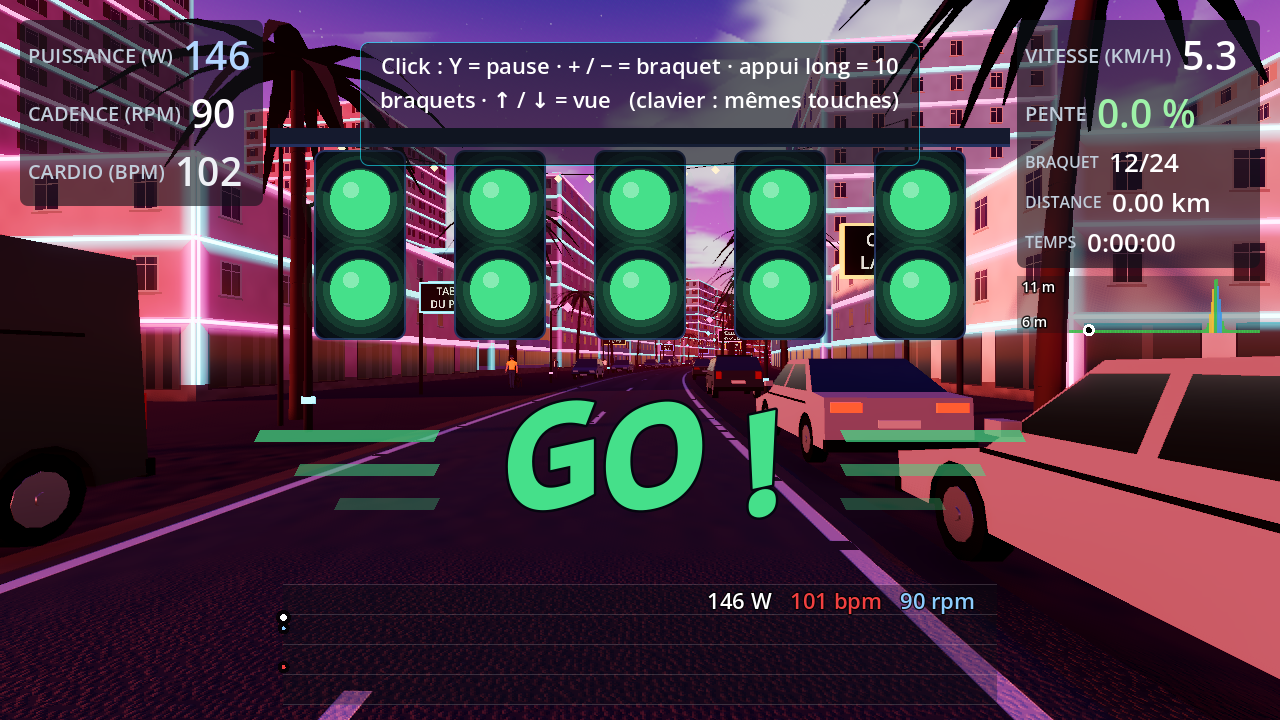 PUISSANCE (W) 146
CADENCE (RPM) 90
CARDIO (BPM) 102
Click : Y = pause · + / − = braquet · appui long = 10
braquets · ↑ / ↓ = vue (clavier : mêmes touches)
VITESSE (KM/H) 5.3
PENTE 0.0 %
BRAQUET 12/24
DISTANCE 0.00 km
TEMPS 0:00:00
11 m
6 m
GO !
146 W 101 bpm 90 rpm